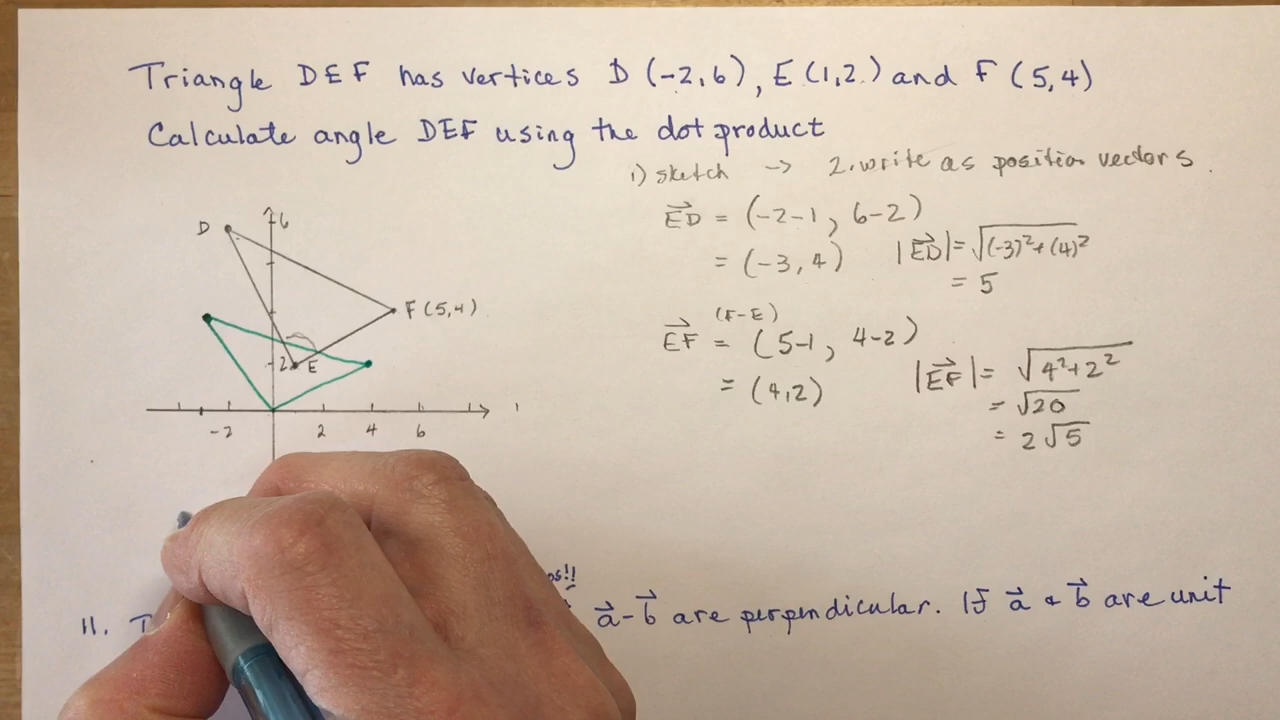 Triangle DEF has vertices D (-2,6), E (1,2) and F (5,4)
Calculate angle DEF using the dot product
1) sketch → 2. write as position vectors.
ED = (-2-1, 6-2)
= (-3, 4)
|ED| = √(-3)²+(4)²
= 5
(F-E)
EF = (5-1, 4-2)
= (4,2)
|EF| = √4²+2²
= √20
= 2√5
6
D
F (5,4)
2
E
-2 2 4 6
os!!
11. T a-b are perpendicular. If a & b are unit